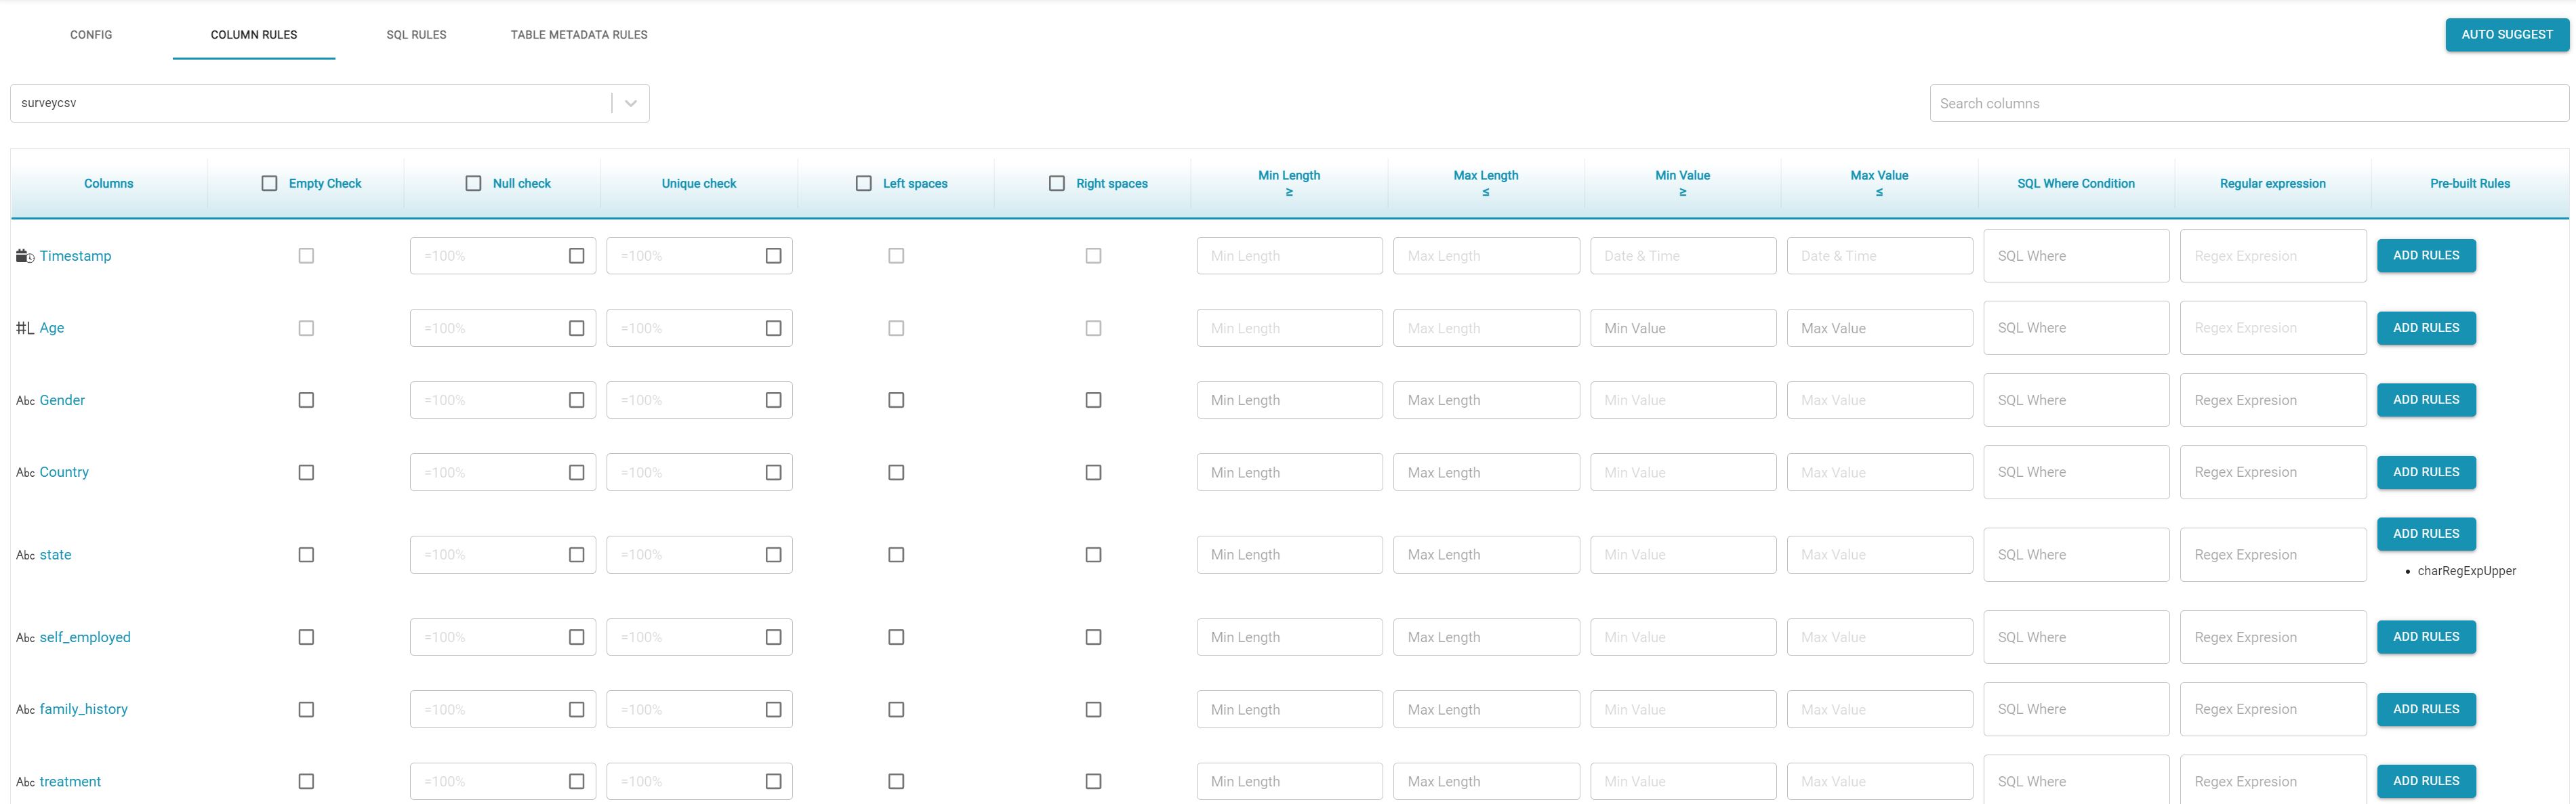 CONFIG COLUMN RULES SQL RULES TABLE METADATA RULES AUTO SUGGEST
surveycsv Search columns
Columns Empty Check Null check Unique check Left spaces Right spaces Min Length ≥ Max Length ≤ Min Value ≥ Max Value ≤ SQL Where Condition Regular expression Pre-built Rules
Timestamp =100% =100% Min Length Max Length Date & Time Date & Time SQL Where Regex Expresion ADD RULES
#L Age =100% =100% Min Length Max Length Min Value Max Value SQL Where Regex Expresion ADD RULES
Abc Gender =100% =100% Min Length Max Length Min Value Max Value SQL Where Regex Expresion ADD RULES
Abc Country =100% =100% Min Length Max Length Min Value Max Value SQL Where Regex Expresion ADD RULES
Abc state =100% =100% Min Length Max Length Min Value Max Value SQL Where Regex Expresion ADD RULES
• charRegExpUpper
Abc self_employed =100% =100% Min Length Max Length Min Value Max Value SQL Where Regex Expresion ADD RULES
Abc family_history =100% =100% Min Length Max Length Min Value Max Value SQL Where Regex Expresion ADD RULES
Abc treatment =100% =100% Min Length Max Length Min Value Max Value SQL Where Regex Expresion ADD RULES